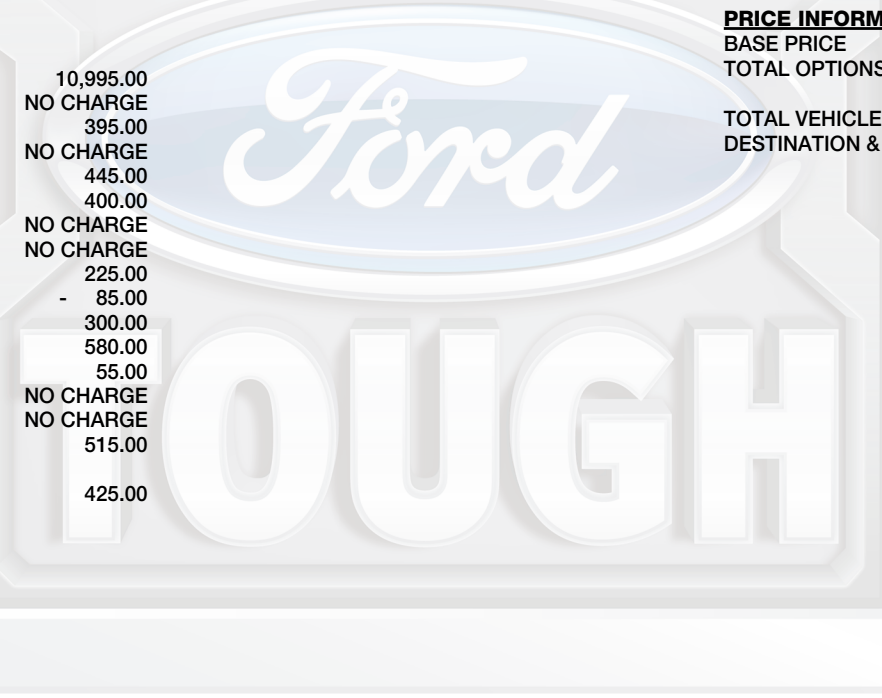 10,995.00
NO CHARGE
395.00
NO CHARGE
445.00
400.00
NO CHARGE
NO CHARGE
225.00
- 85.00
300.00
580.00
55.00
NO CHARGE
NO CHARGE
515.00
425.00
PRICE INFORM
BASE PRICE
TOTAL OPTIONS
TOTAL VEHICLE
DESTINATION &
Ford
TOUGH